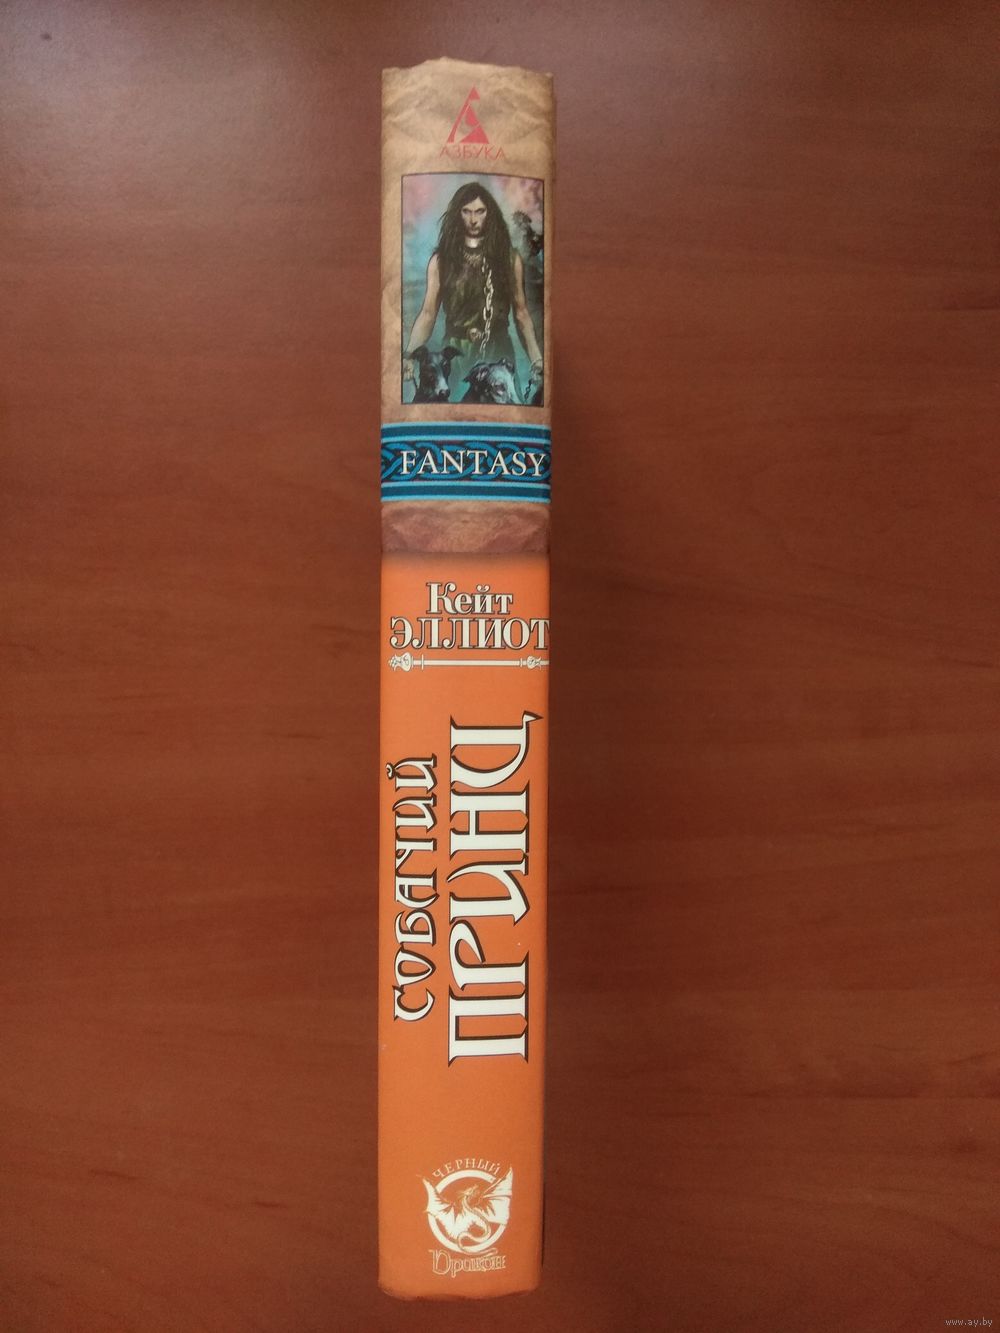 АЗБУКА
FANTASY
Кейт
ЭЛЛИОТ
СОБАЧИЙ
ПРИНЦ
ЧЕРНЫЙ
Дракон
www.ay.by